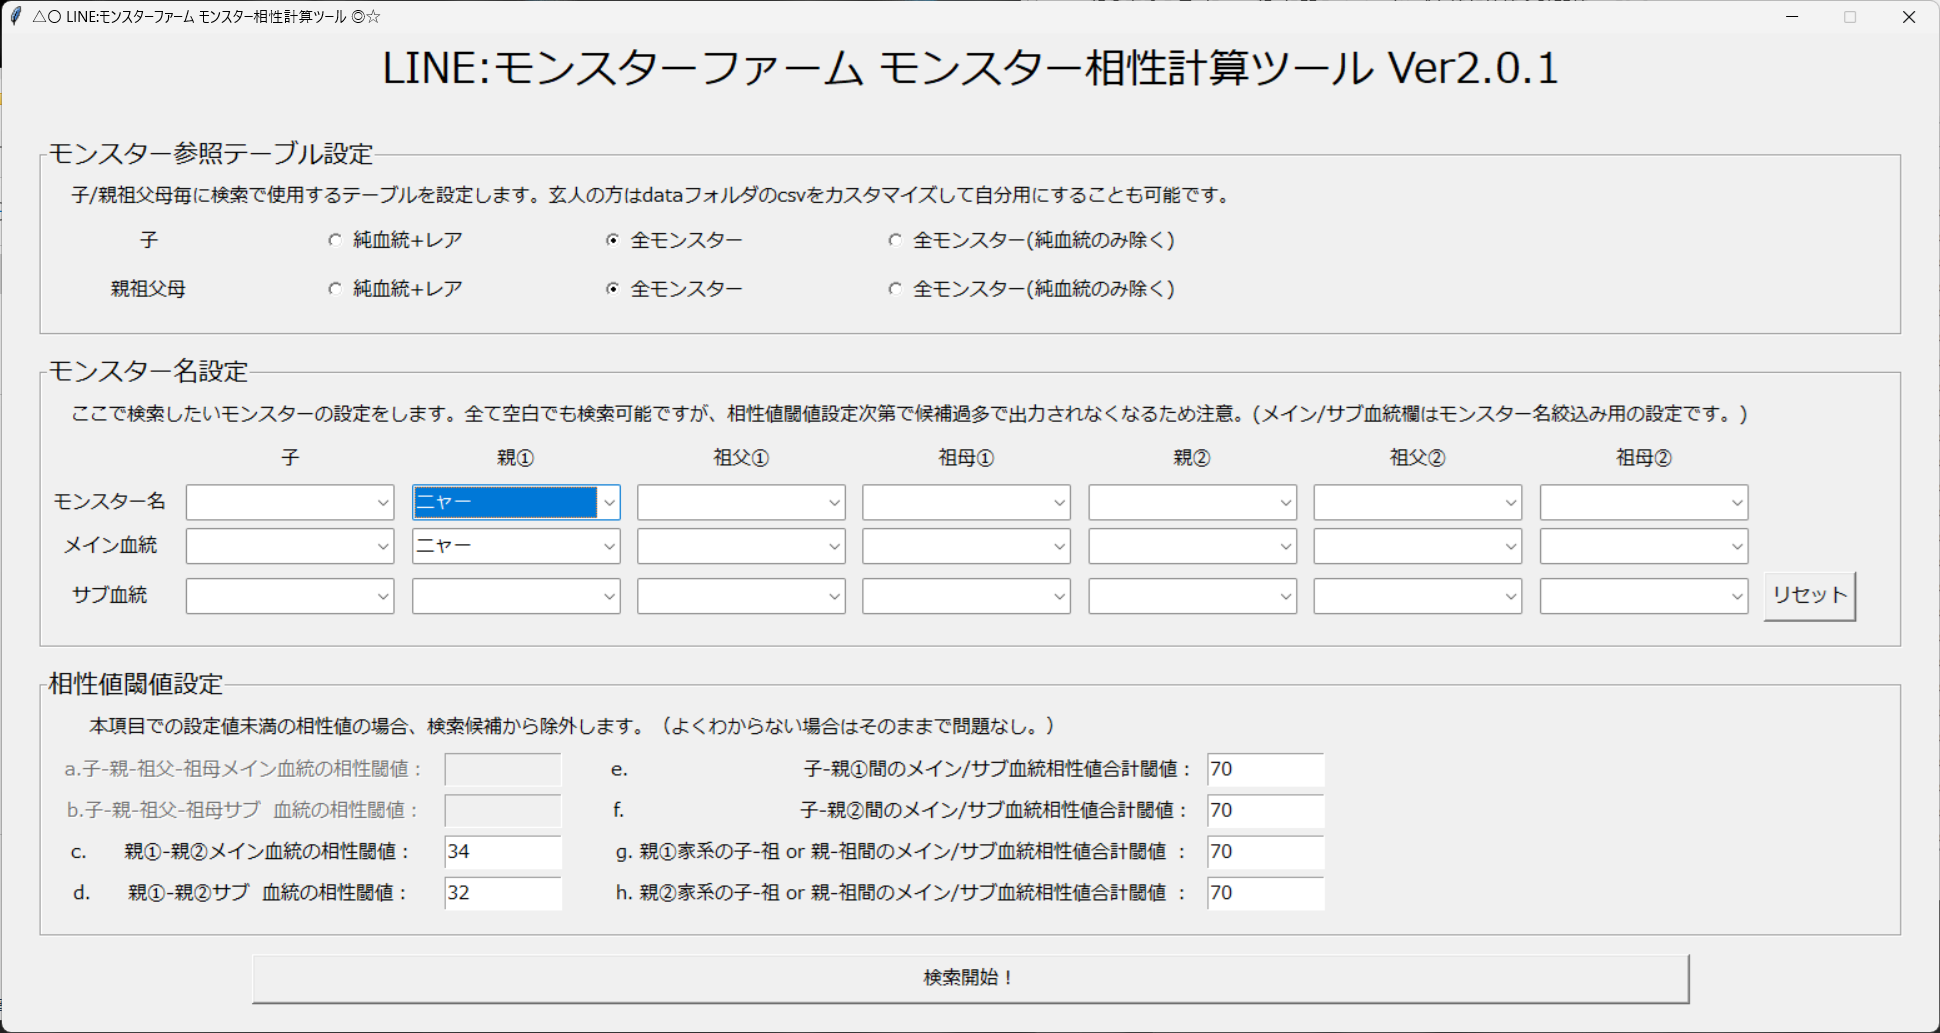 △○ LINE:モンスターファーム モンスター相性計算ツール ◎☆
LINE:モンスターファーム モンスター相性計算ツール Ver2.0.1
モンスター参照テーブル設定
子/親祖父母毎に検索で使用するテーブルを設定します。玄人の方はdataフォルダのcsvをカスタマイズして自分用にすることも可能です。
子 純血統+レア 全モンスター 全モンスター(純血統のみ除く)
親祖父母 純血統+レア 全モンスター 全モンスター(純血統のみ除く)
モンスター名設定
ここで検索したいモンスターの設定をします。全て空白でも検索可能ですが、相性値閾値設定次第で候補過多で出力されなくなるため注意。(メイン/サブ血統欄はモンスター名絞込み用の設定です。)
子 親① 祖父① 祖母① 親② 祖父② 祖母②
モンスター名 ニャー
メイン血統 ニャー
サブ血統 リセット
相性値閾値設定
本項目での設定値未満の相性値の場合、検索候補から除外します。（よくわからない場合はそのままで問題なし。）
a.子-親-祖父-祖母メイン血統の相性閾値： e. 子-親①間のメイン/サブ血統相性値合計閾値： 70
b.子-親-祖父-祖母サブ 血統の相性閾値： f. 子-親②間のメイン/サブ血統相性値合計閾値： 70
c. 親①-親②メイン血統の相性閾値： 34 g. 親①家系の子-祖 or 親-祖間のメイン/サブ血統相性値合計閾値 ： 70
d. 親①-親②サブ 血統の相性閾値： 32 h. 親②家系の子-祖 or 親-祖間のメイン/サブ血統相性値合計閾値 ： 70
検索開始！